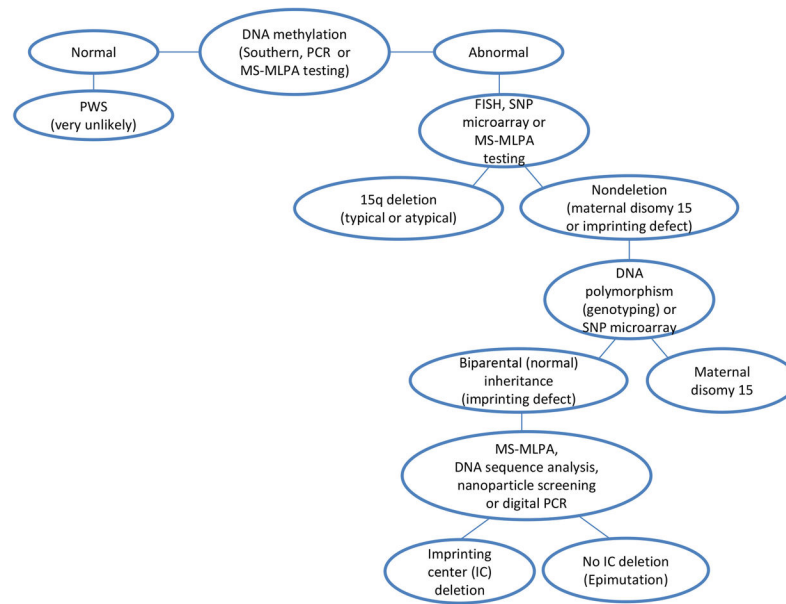 DNA methylation
(Southern, PCR or
MS-MLPA testing)
Normal
Abnormal
PWS
(very unlikely)
FISH, SNP
microarray or
MS-MLPA
testing
15q deletion
(typical or atypical)
Nondeletion
(maternal disomy 15
or imprinting defect)
DNA
polymorphism
(genotyping) or
SNP microarray
Biparental (normal)
inheritance
(imprinting defect)
Maternal
disomy 15
MS-MLPA,
DNA sequence analysis,
nanoparticle screening
or digital PCR
Imprinting
center (IC)
deletion
No IC deletion
(Epimutation)